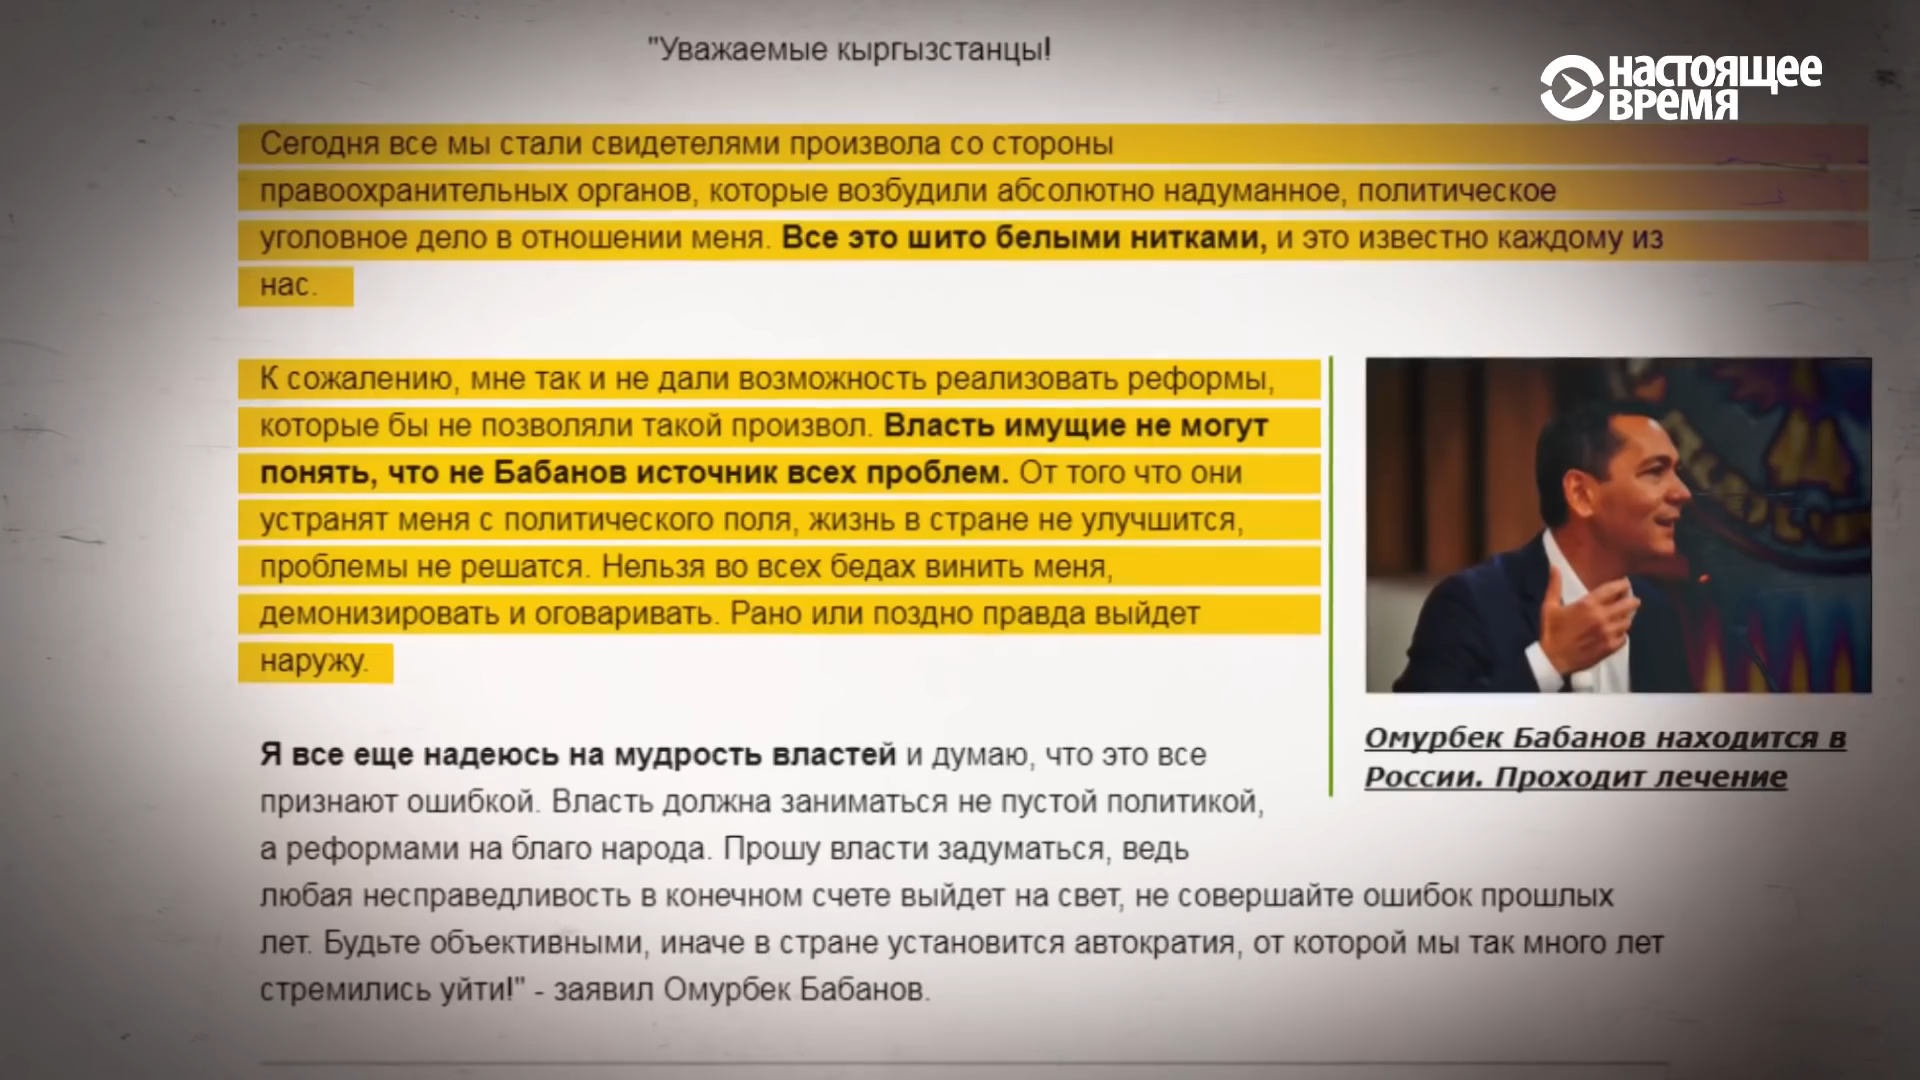 "Уважаемые кыргызстанцы!
НАСТОЯЩЕЕ
ВРЕМЯ
Сегодня все мы стали свидетелями произвола со стороны
правоохранительных органов, которые возбудили абсолютно надуманное, политическое
уголовное дело в отношении меня. Все это шито белыми нитками, и это известно каждому из
нас.
К сожалению, мне так и не дали возможность реализовать реформы,
которые бы не позволяли такой произвол. Власть имущие не могут
понять, что не Бабанов источник всех проблем. От того что они
устранят меня с политического поля, жизнь в стране не улучшится,
проблемы не решатся. Нельзя во всех бедах винить меня,
демонизировать и оговаривать. Рано или поздно правда выйдет
наружу.
Омурбек Бабанов находится в
России. Проходит лечение
Я все еще надеюсь на мудрость властей и думаю, что это все
признают ошибкой. Власть должна заниматься не пустой политикой,
а реформами на благо народа. Прошу власти задуматься, ведь
любая несправедливость в конечном счете выйдет на свет, не совершайте ошибок прошлых
лет. Будьте объективными, иначе в стране установится автократия, от которой мы так много лет
стремились уйти!" - заявил Омурбек Бабанов.